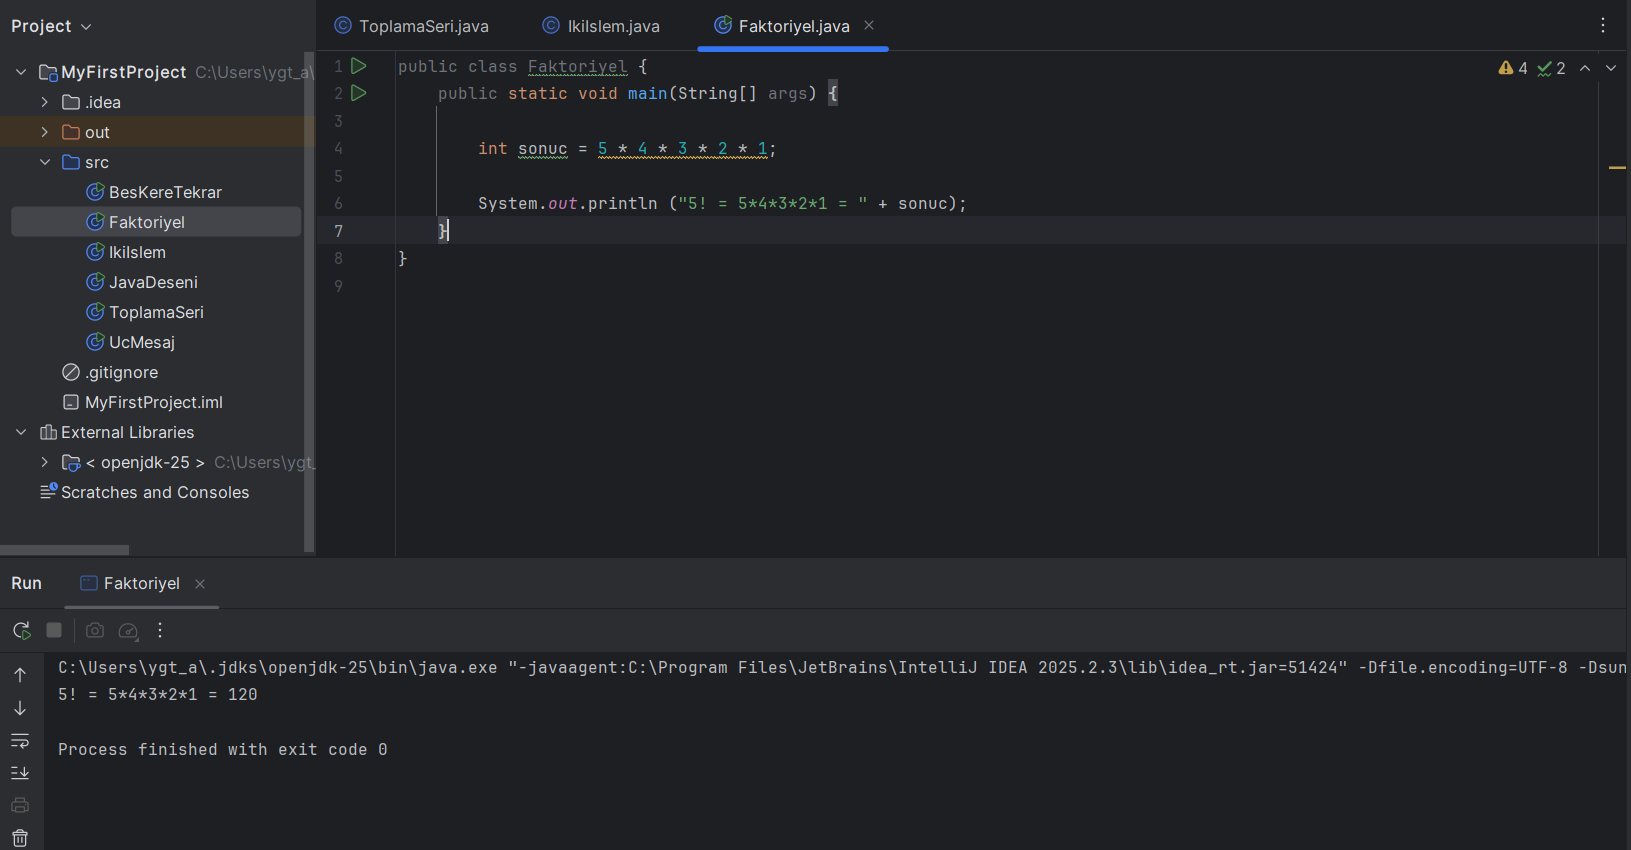 Project
MyFirstProject C:\Users\ygt_a\
.idea
out
src
BesKereTekrar
Faktoriyel
IkiIslem
JavaDeseni
ToplamaSeri
UcMesaj
.gitignore
MyFirstProject.iml
External Libraries
< openjdk-25 > C:\Users\ygt_
Scratches and Consoles
ToplamaSeri.java IkiIslem.java Faktoriyel.java
4 2
1 public class Faktoriyel {
2 public static void main(String[] args) {
3
4 int sonuc = 5 * 4 * 3 * 2 * 1;
5
6 System.out.println ("5! = 5*4*3*2*1 = " + sonuc);
7 }
8 }
9
Run Faktoriyel
C:\Users\ygt_a\.jdks\openjdk-25\bin\java.exe "-javaagent:C:\Program Files\JetBrains\IntelliJ IDEA 2025.2.3\lib\idea_rt.jar=51424" -Dfile.encoding=UTF-8 -Dsun
5! = 5*4*3*2*1 = 120
Process finished with exit code 0